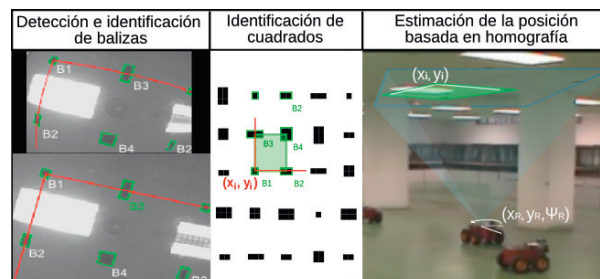 Detección e identificación
de balizas
Identificación de
cuadrados
Estimación de la posición
basada en homografía
B1
B3
B2
B4
B1
B3
B2
B4
B2
B3
B4
(xi, yi)
B1
B2
(xi, yi)
(xR, yR, ΨR)